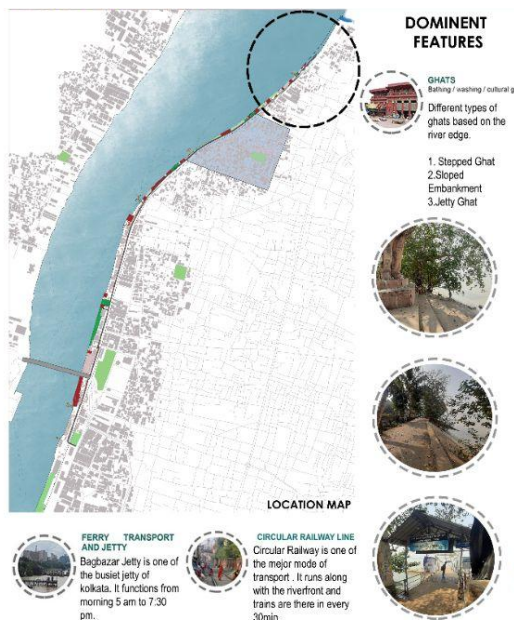 DOMINENT
FEATURES
GHATS
Bathing / washing / cultural g
Different types of
ghats based on the
river edge.
1. Stepped Ghat
2.Sloped
Embankment
3.Jetty Ghat
LOCATION MAP
FERRY TRANSPORT
AND JETTY
Bagbazar Jetty is one of
the busiet jetty of
kolkata. It functions from
morning 5 am to 7:30
pm.
CIRCULAR RAILWAY LINE
Circular Railway is one of
the mejor mode of
transport . It runs along
with the riverfront and
trains are there in every
30min